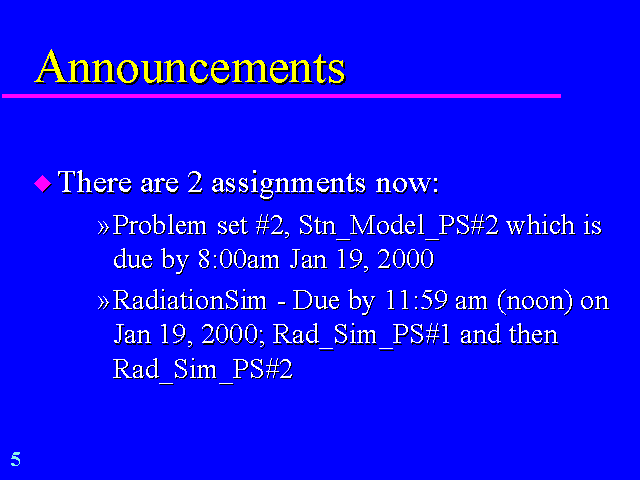 Announcements
There are 2 assignments now:
»Problem set #2, Stn_Model_PS#2 which is
due by 8:00am Jan 19, 2000
»RadiationSim - Due by 11:59 am (noon) on
Jan 19, 2000; Rad_Sim_PS#1 and then
Rad_Sim_PS#2
5